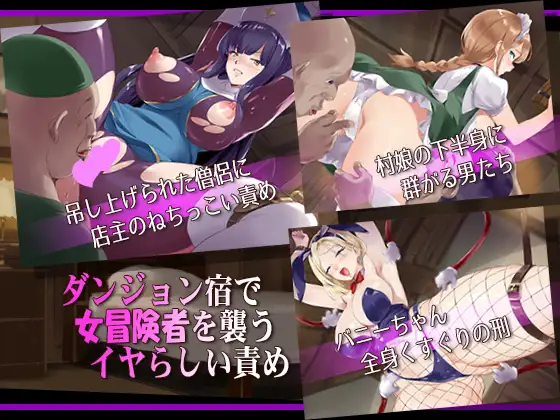 吊し上げられた僧侶に
店主のねちっこい責め
村娘の下半身に
群がる男たち
ダンジョン宿で
女冒険者を襲う
イヤらしい責め
バニーちゃん
全身くすぐりの刑